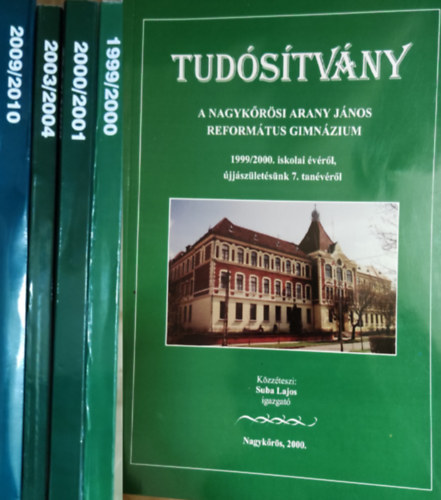 2009/2010
2003/2004
2000/2001
1999/2000
TUDÓSÍTVÁNY
A NAGYKŐRÖSI ARANY JÁNOS
REFORMÁTUS GIMNÁZIUM
1999/2000. iskolai évéről,
újjászületésünk 7. tanévéről
Közzéteszi:
Suba Lajos
igazgató
Nagykőrös, 2000.